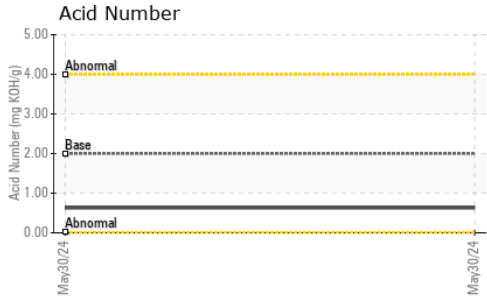 Acid Number
5.00
Abnormal
4.00
3.00
Base
2.00
1.00
Abnormal
0.00
Acid Number (mg KOH/g)
May30/24
May30/24